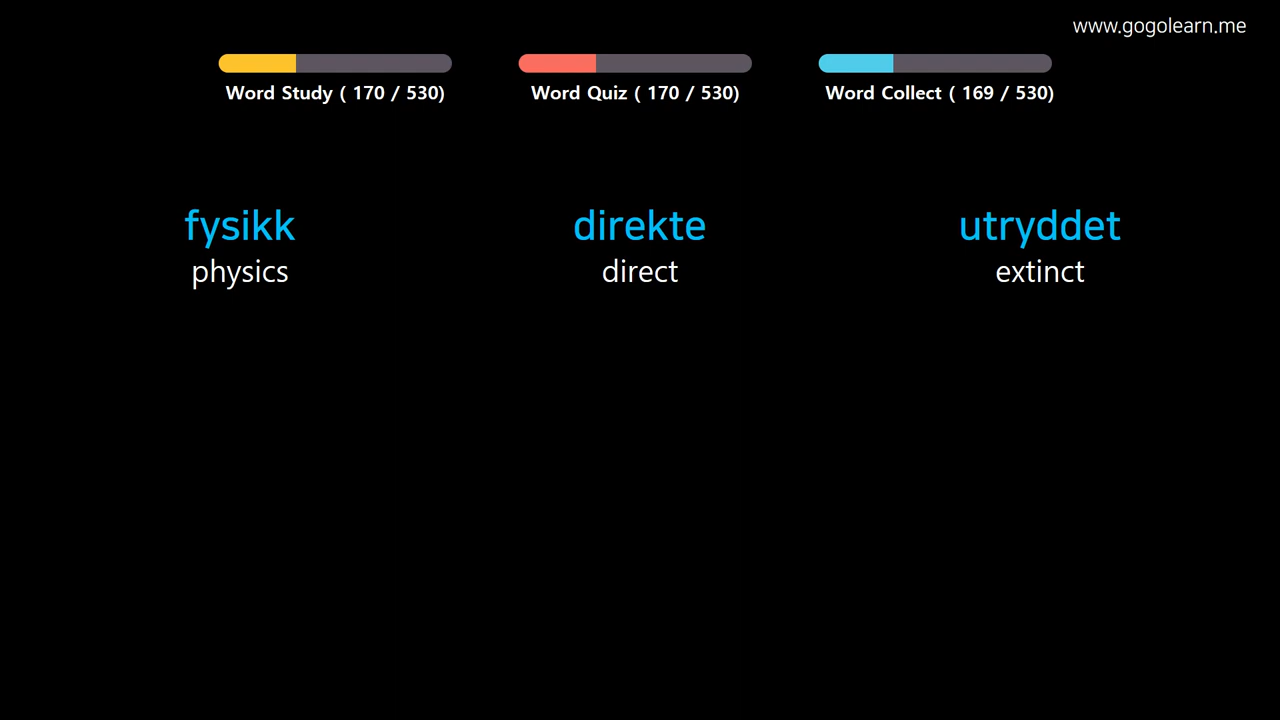 www.gogolearn.me
Word Study ( 170 / 530)
Word Quiz ( 170 / 530)
Word Collect ( 169 / 530)
fysikk
direkte
utryddet
physics
direct
extinct